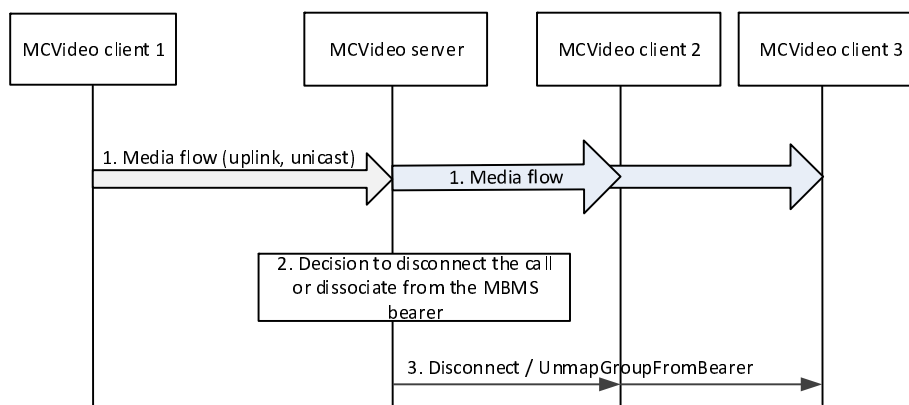 MCVideo client 1
MCVideo server
MCVideo client 2
MCVideo client 3
1. Media flow (uplink, unicast)
1. Media flow
2. Decision to disconnect the call
or dissociate from the MBMS
bearer
3. Disconnect / UnmapGroupFromBearer